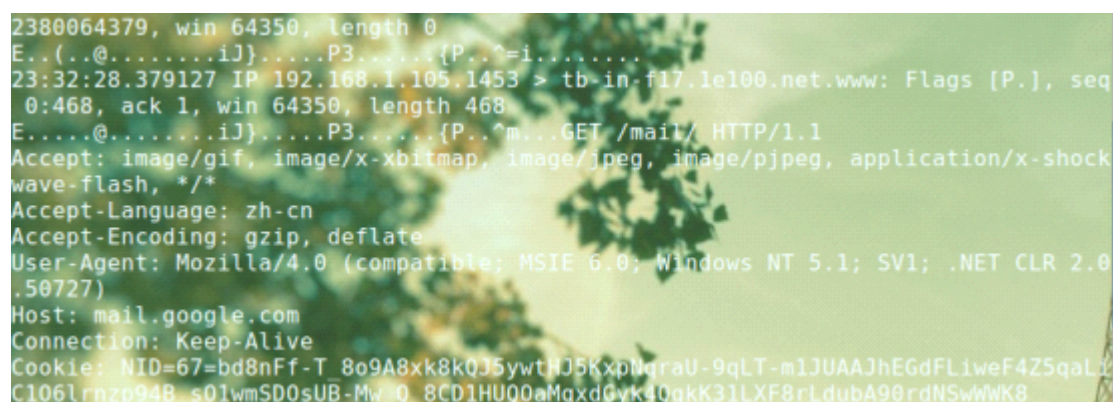 2380064379, win 64350, length 0
E..(..@........iJ}.....P3......{P..^=i.........
23:32:28.379127 IP 192.168.1.105.1453 > tb-in-f17.1e100.net.www: Flags [P.], seq
0:468, ack 1, win 64350, length 468
E.....@........iJ}.....P3......{P..^m...GET /mail/ HTTP/1.1
Accept: image/gif, image/x-xbitmap, image/jpeg, image/pjpeg, application/x-shock
wave-flash, */*
Accept-Language: zh-cn
Accept-Encoding: gzip, deflate
User-Agent: Mozilla/4.0 (compatible; MSIE 6.0; Windows NT 5.1; SV1; .NET CLR 2.0
.50727)
Host: mail.google.com
Connection: Keep-Alive
Cookie: